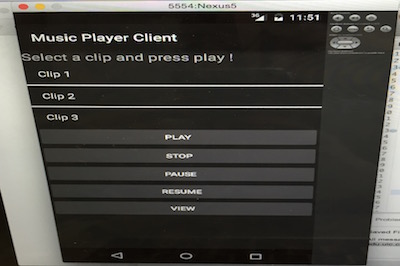 5554:Nexus5
3G 11:51
Music Player Client
Select a clip and press play !
Clip 1
Clip 2
Clip 3
PLAY
STOP
PAUSE
RESUME
VIEW